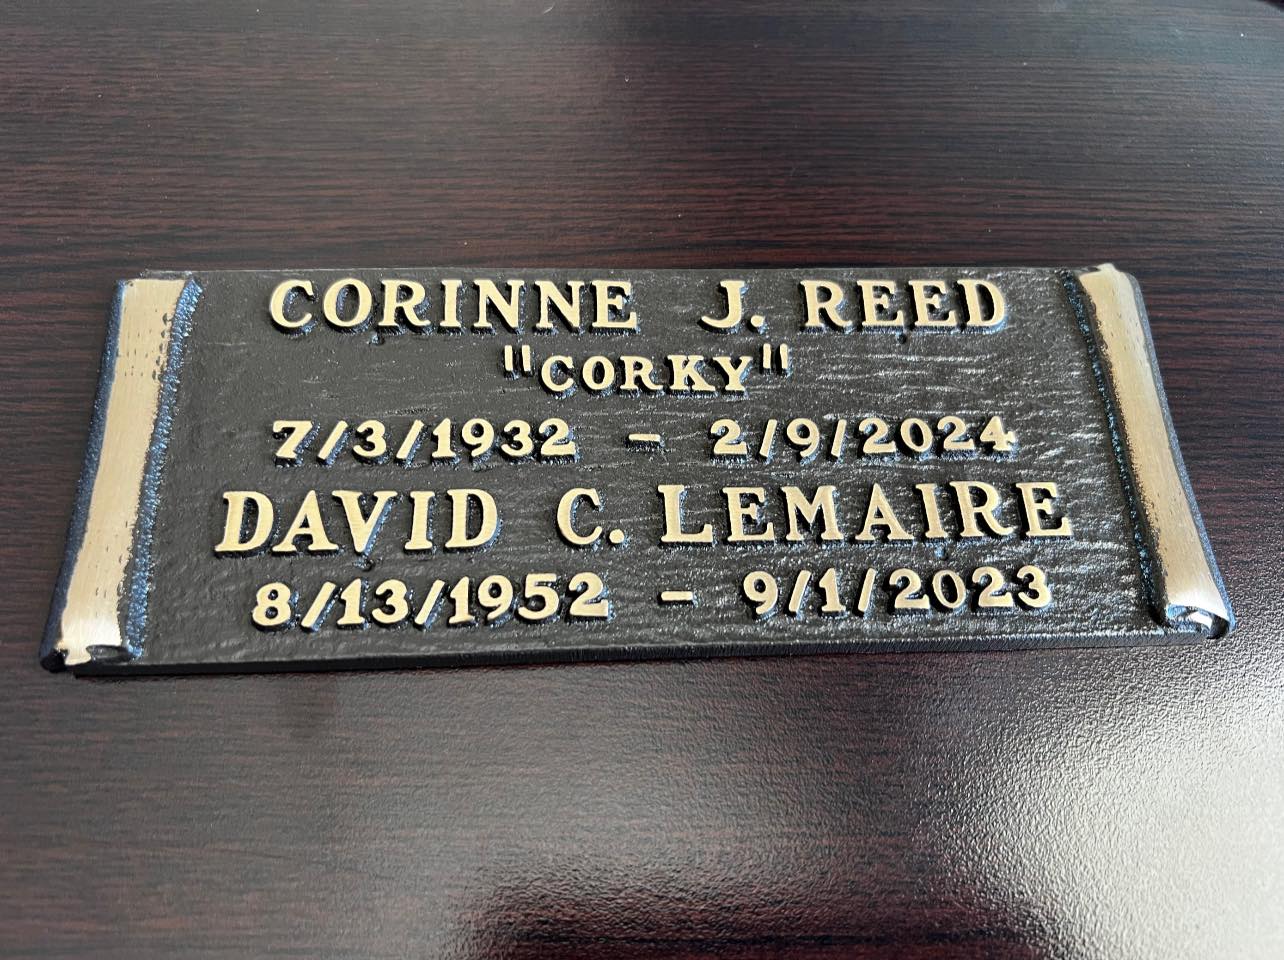 CORINNE J. REED
"CORKY"
7/3/1932 - 2/9/2024
DAVID C. LEMAIRE
8/13/1952 - 9/1/2023